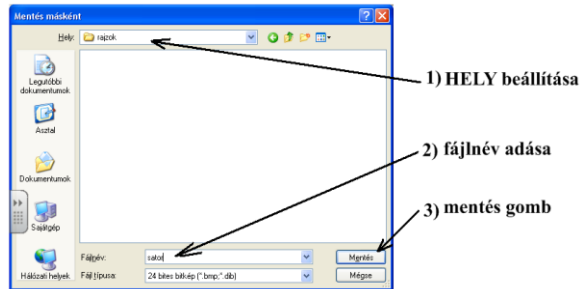 Mentés másként
Hely: rajzok
Legutóbbi dokumentumok
Asztal
Dokumentumok
Sajátgép
Hálózati helyek
Fájlnév: sator
Mentés
Fájl típusa: 24 bites bitkép (*.bmp;*.dib)
Mégse
1) HELY beállítása
2) fájlnév adása
3) mentés gomb